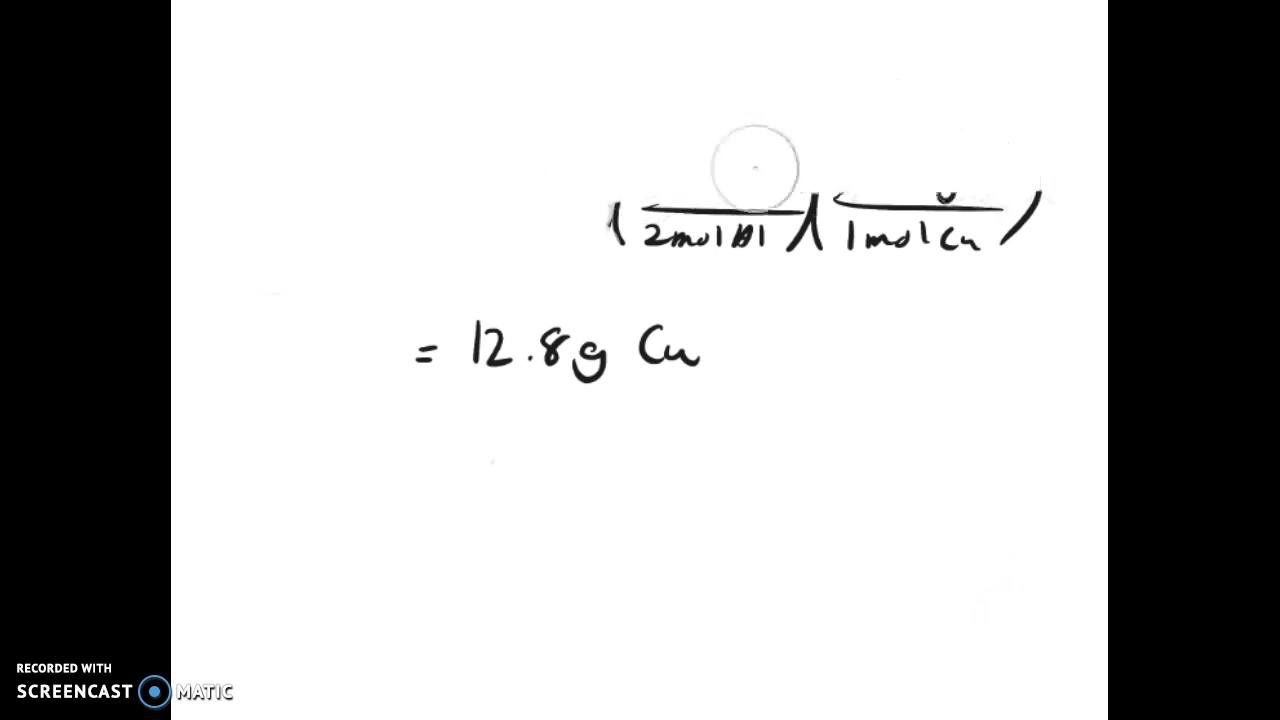 ( 2mol Al )( 1mol Cu )
= 12.8g Cu
RECORDED WITH
SCREENCAST MATIC